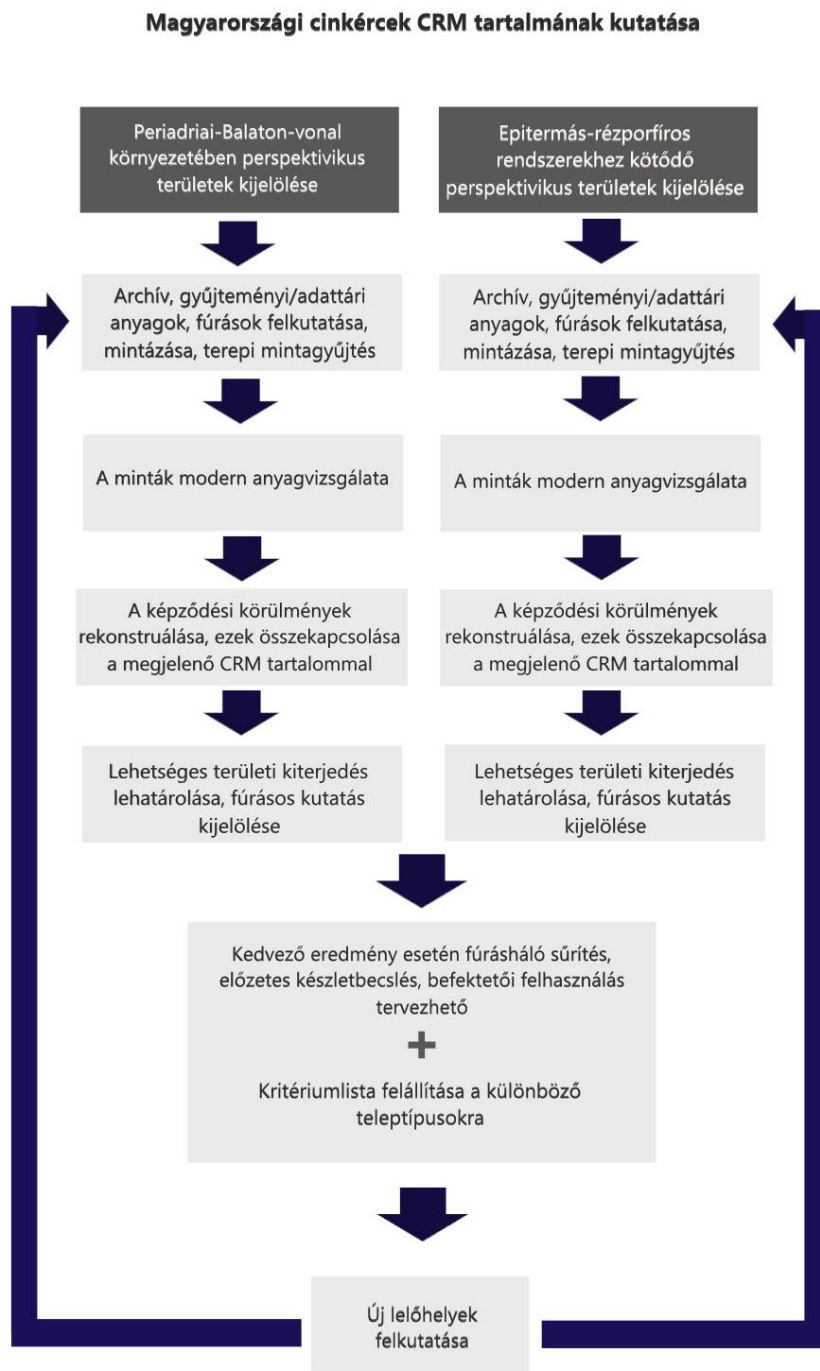 Magyarországi cinkércek CRM tartalmának kutatása
Periadriai-Balaton-vonal
környezetében perspektivikus
területek kijelölése
Epitermás-rézporfíros
rendszerekhez kötődő
perspektivikus területek kijelölése
Archív, gyűjteményi/adattári
anyagok, fúrások felkutatása,
mintázása, terepi mintagyűjtés
Archív, gyűjteményi/adattári
anyagok, fúrások felkutatása,
mintázása, terepi mintagyűjtés
A minták modern anyagvizsgálata
A minták modern anyagvizsgálata
A képződési körülmények
rekonstruálása, ezek összekapcsolása
a megjelenő CRM tartalommal
A képződési körülmények
rekonstruálása, ezek összekapcsolása
a megjelenő CRM tartalommal
Lehetséges területi kiterjedés
lehatárolása, fúrásos kutatás
kijelölése
Lehetséges területi kiterjedés
lehatárolása, fúrásos kutatás
kijelölése
Kedvező eredmény esetén fúrásháló sűrítés,
előzetes készletbecslés, befektetői felhasználás
tervezhető
+
Kritériumlista felállítása a különböző
teleptípusokra
Új lelőhelyek
felkutatása